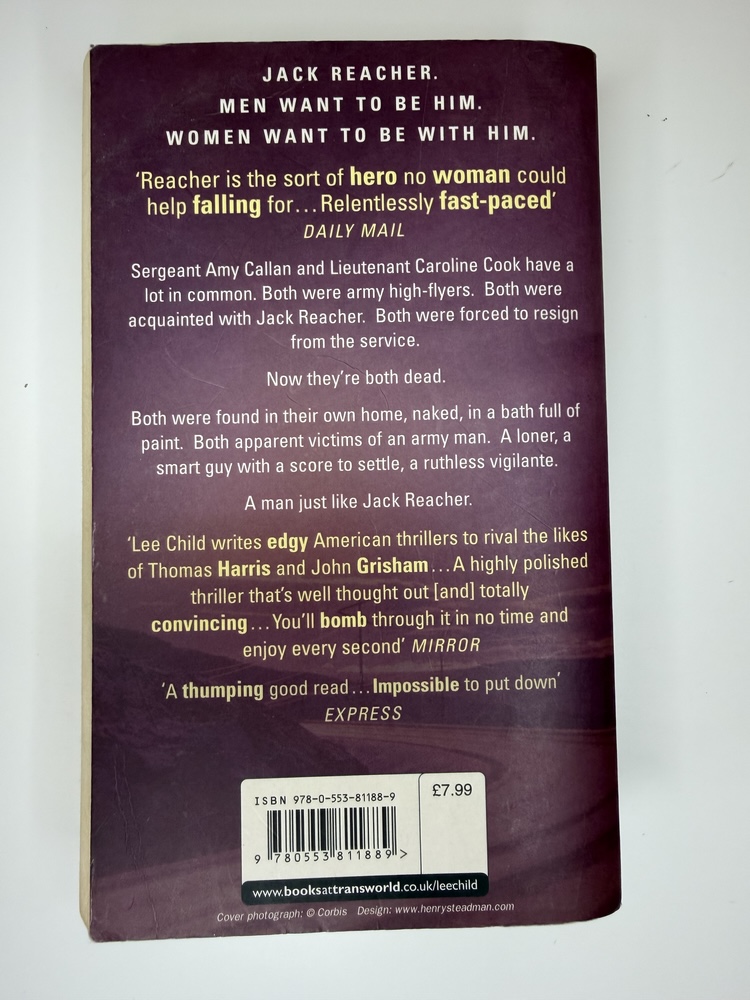 JACK REACHER.
MEN WANT TO BE HIM.
WOMEN WANT TO BE WITH HIM.
‘Reacher is the sort of hero no woman could
help falling for...Relentlessly fast-paced’
DAILY MAIL
Sergeant Amy Callan and Lieutenant Caroline Cook have a
lot in common. Both were army high-flyers. Both were
acquainted with Jack Reacher. Both were forced to resign
from the service.
Now they’re both dead.
Both were found in their own home, naked, in a bath full of
paint. Both apparent victims of an army man. A loner, a
smart guy with a score to settle, a ruthless vigilante.
A man just like Jack Reacher.
‘Lee Child writes edgy American thrillers to rival the likes
of Thomas Harris and John Grisham...A highly polished
thriller that’s well thought out [and] totally
convincing...You’ll bomb through it in no time and
enjoy every second’ MIRROR
‘A thumping good read...Impossible to put down’
EXPRESS
ISBN 978-0-553-81188-9
£7.99
9 780553 811889 >
www.booksattransworld.co.uk/leechild
Cover photograph: © Corbis Design: www.henrysteadman.com